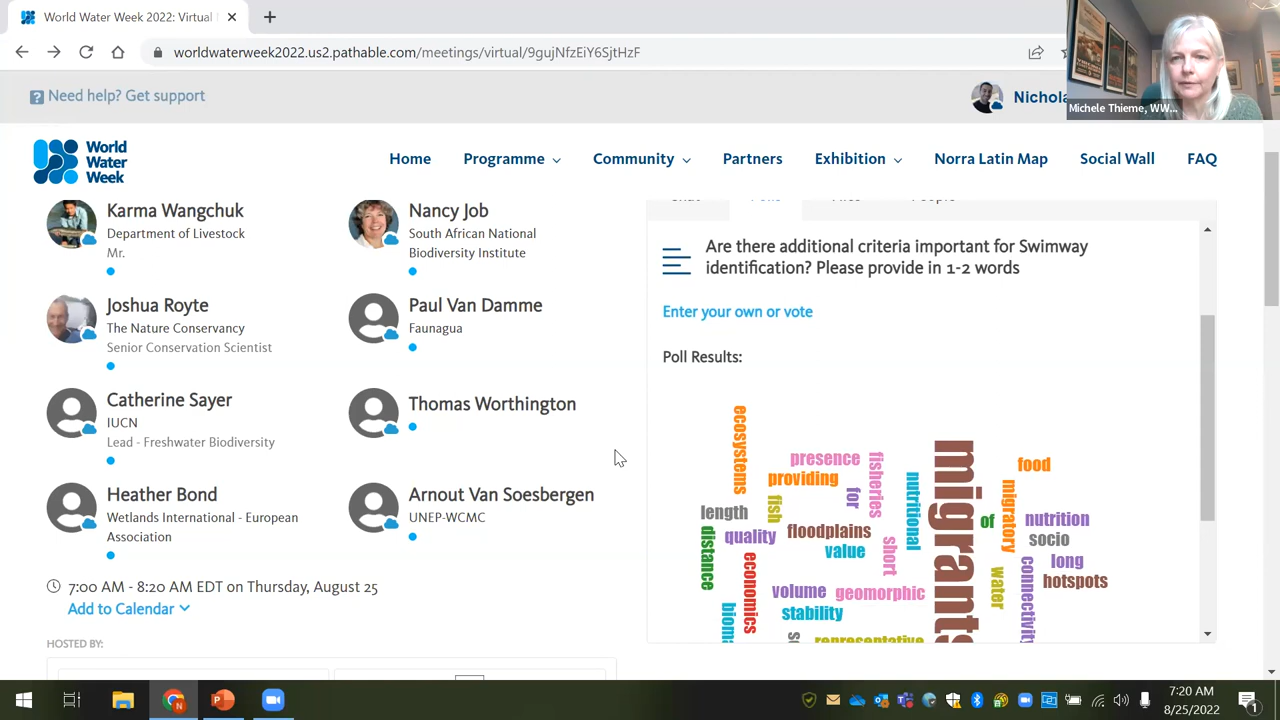 World Water Week 2022: Virtual
worldwaterweek2022.us2.pathable.com/meetings/virtual/9gujNfzEiY6SjtHzF
Need help? Get support
Nichola
Michele Thieme, WW...
World
Water
Week
Home
Programme
Community
Partners
Exhibition
Norra Latin Map
Social Wall
FAQ
Karma Wangchuk
Department of Livestock
Mr.
Nancy Job
South African National
Biodiversity Institute
Joshua Royte
The Nature Conservancy
Senior Conservation Scientist
Paul Van Damme
Faunagua
Catherine Sayer
IUCN
Lead - Freshwater Biodiversity
Thomas Worthington
Heather Bond
Wetlands International - European
Association
Arnout Van Soesbergen
UNEP-WCMC
7:00 AM - 8:20 AM EDT on Thursday, August 25
Add to Calendar
HOSTED BY:
Are there additional criteria important for Swimway
identification? Please provide in 1-2 words
Enter your own or vote
Poll Results:
ecosystems
presence
providing
fish
for
fisheries
nutritional
migrants
food
migratory
of
nutrition
socio
long
hotspots
length
quality
floodplains
value
short
distance
economics
volume
geomorphic
stability
water
connectivity
representative
7:20 AM
8/25/2022
1